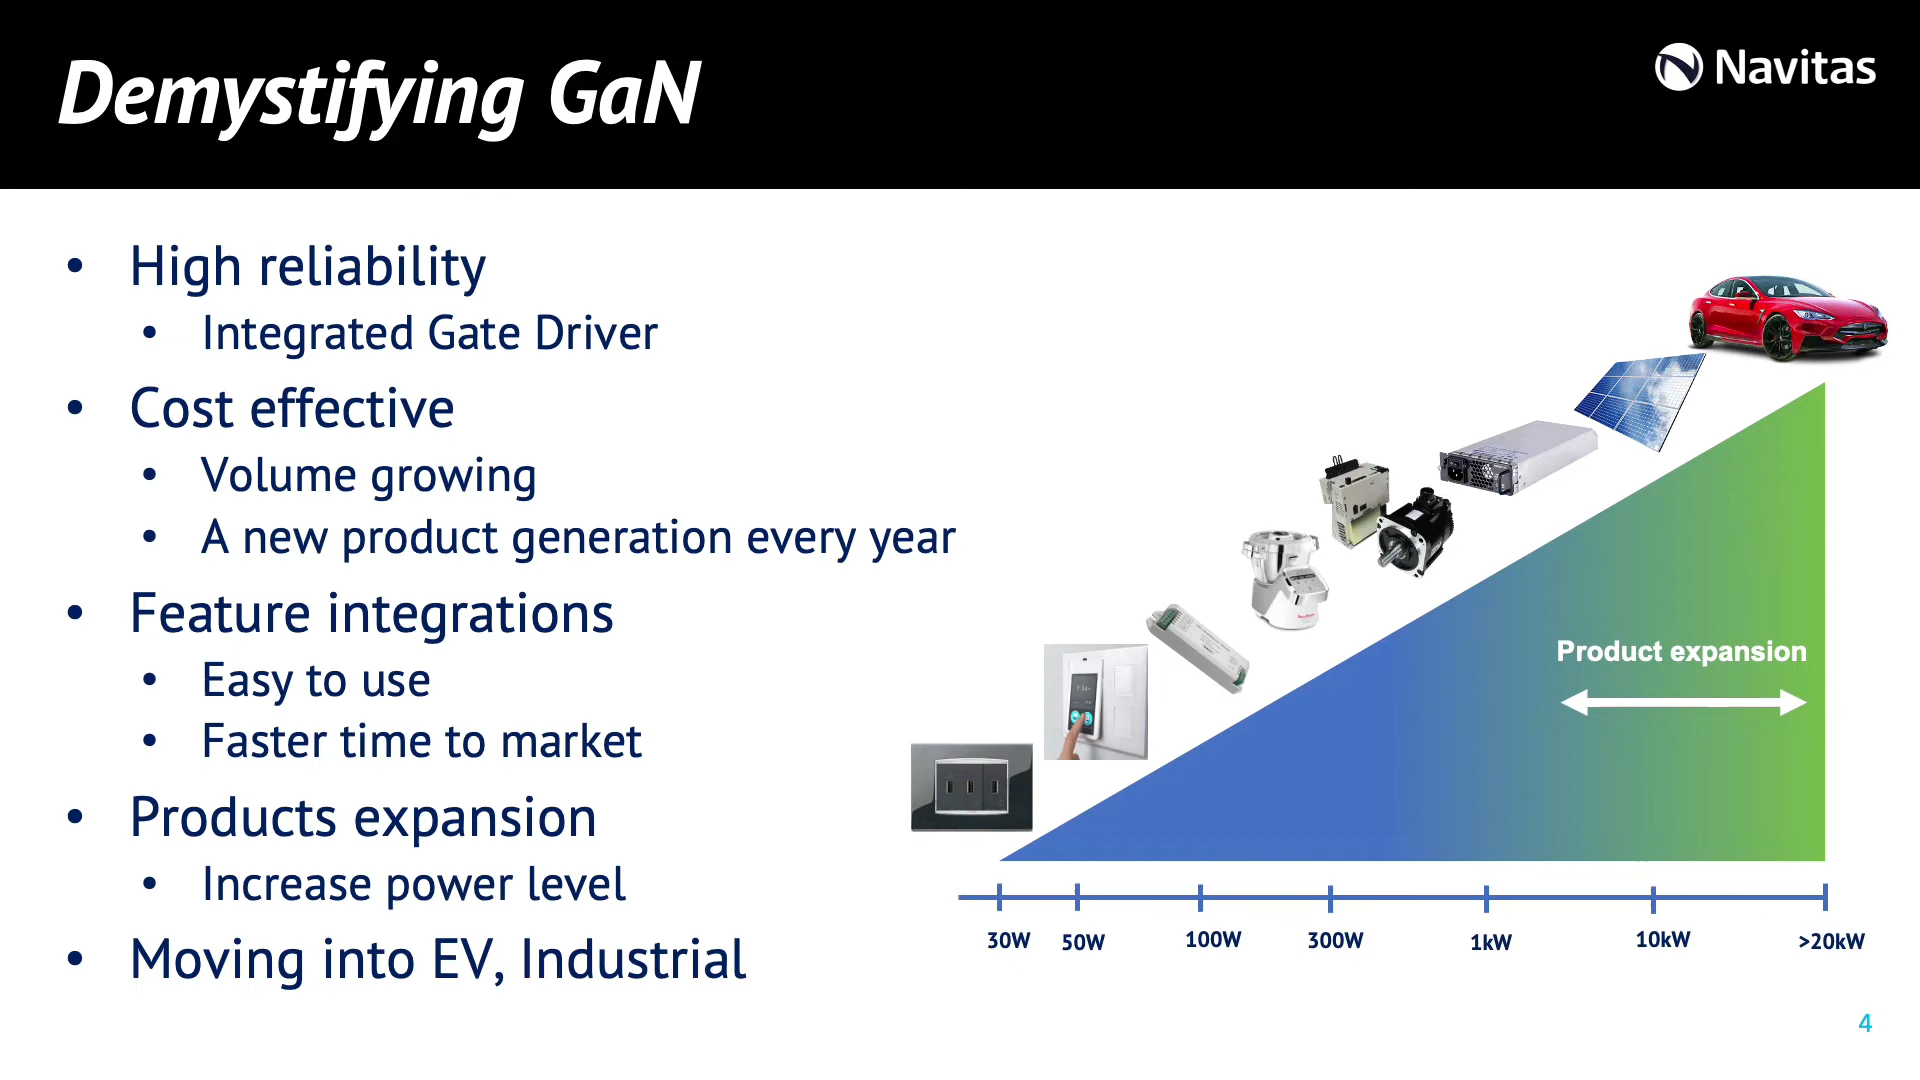 Demystifying GaN
Navitas
• High reliability
• Integrated Gate Driver
• Cost effective
• Volume growing
• A new product generation every year
• Feature integrations
• Easy to use
• Faster time to market
• Products expansion
• Increase power level
• Moving into EV, Industrial
Product expansion
30W 50W 100W 300W 1kW 10kW >20kW
4